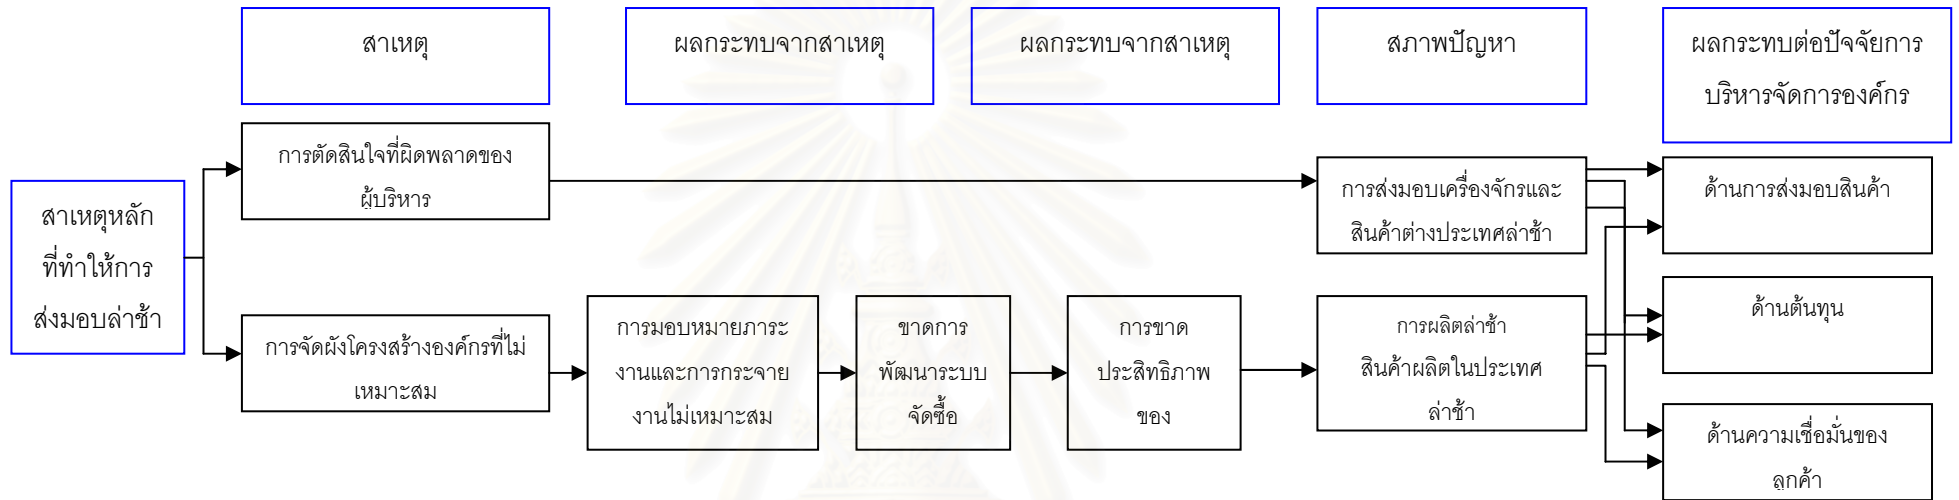 สาเหตุ
ผลกระทบจากสาเหตุ
ผลกระทบจากสาเหตุ
สภาพปัญหา
ผลกระทบต่อปัจจัยการ
บริหารจัดการองค์กร
สาเหตุหลัก
ที่ทำให้การ
ส่งมอบล่าช้า
การตัดสินใจที่ผิดพลาดของ
ผู้บริหาร
การส่งมอบเครื่องจักรและ
สินค้าต่างประเทศล่าช้า
ด้านการส่งมอบสินค้า
การจัดผังโครงสร้างองค์กรที่ไม่
เหมาะสม
การมอบหมายภาระ
งานและการกระจาย
งานไม่เหมาะสม
ขาดการ
พัฒนาระบบ
จัดซื้อ
การขาด
ประสิทธิภาพ
ของ
การผลิตล่าช้า
สินค้าผลิตในประเทศ
ล่าช้า
ด้านต้นทุน
ด้านความเชื่อมั่นของ
ลูกค้า